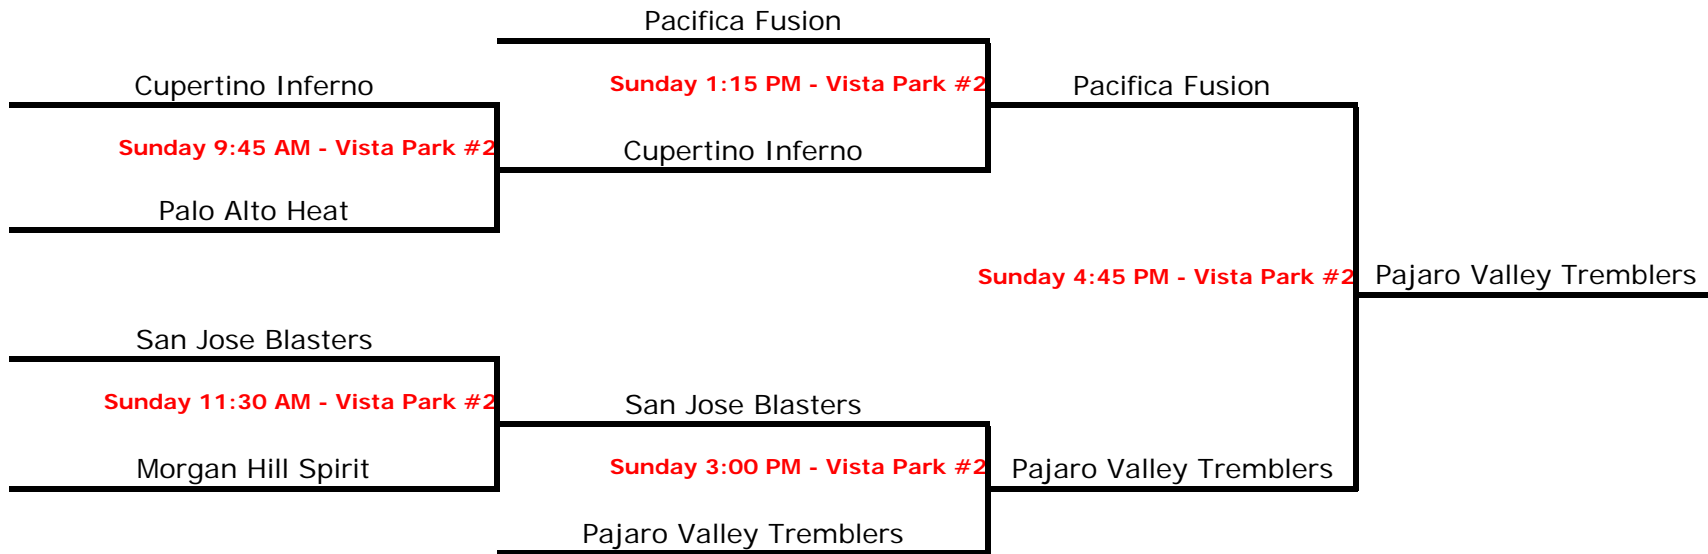 Pacifica Fusion
Cupertino Inferno
Sunday 1:15 PM - Vista Park #2
Pacifica Fusion
Sunday 9:45 AM - Vista Park #2
Cupertino Inferno
Palo Alto Heat
Sunday 4:45 PM - Vista Park #2
Pajaro Valley Tremblers
San Jose Blasters
Sunday 11:30 AM - Vista Park #2
San Jose Blasters
Morgan Hill Spirit
Sunday 3:00 PM - Vista Park #2
Pajaro Valley Tremblers
Pajaro Valley Tremblers